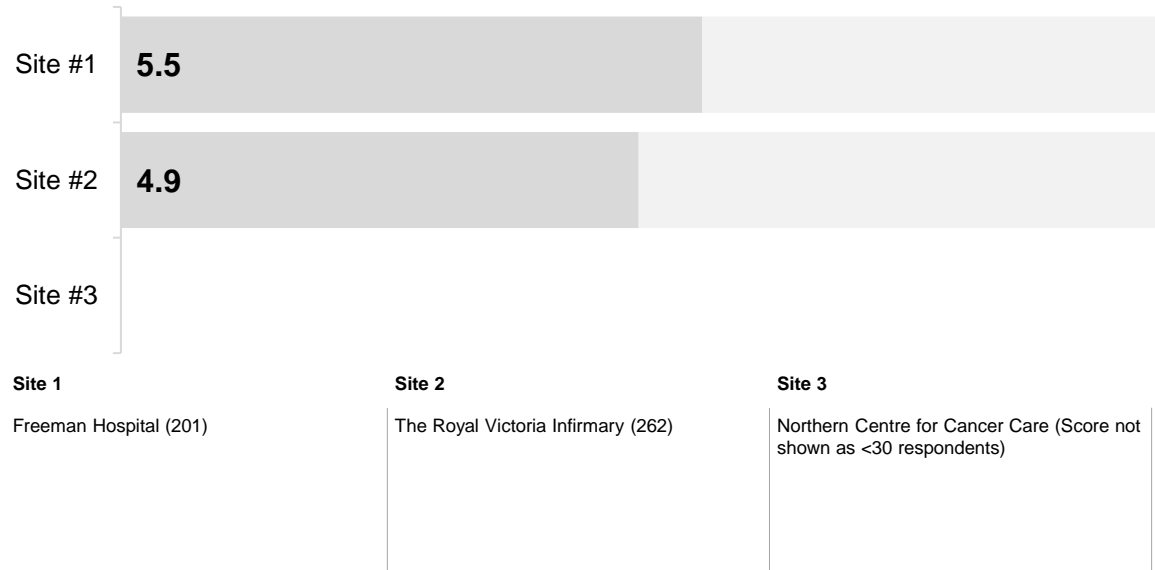 Site #1
5.5
Site #2
4.9
Site #3
Site 1
Site 2
Site 3
Freeman Hospital (201)
The Royal Victoria Infirmary (262)
Northern Centre for Cancer Care (Score not
shown as <30 respondents)